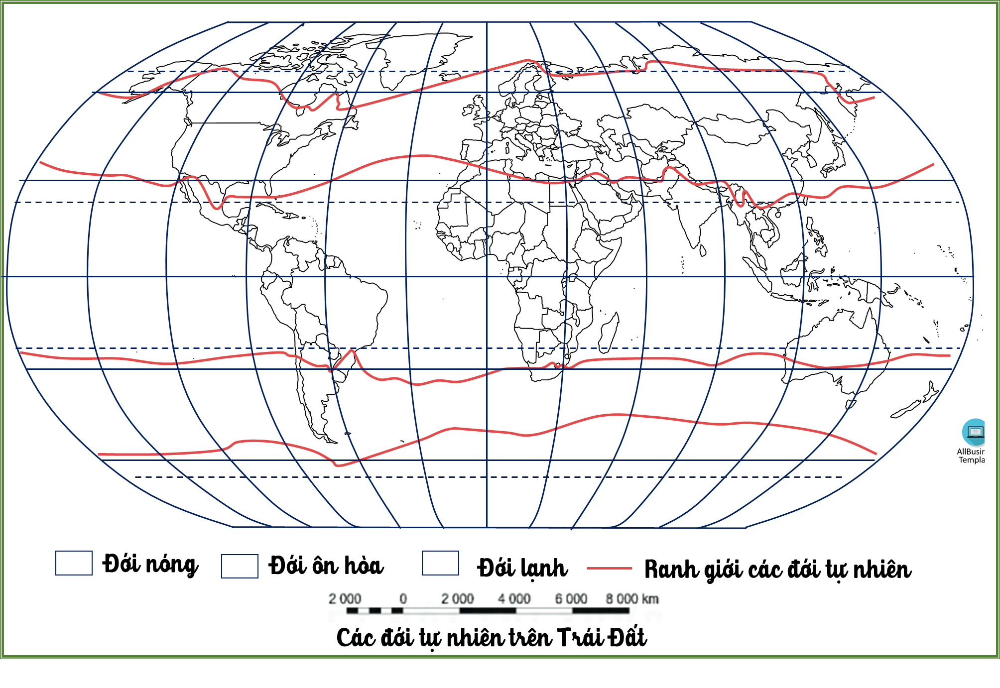 AllBusin
Templa
Đới nóng
Đới ôn hòa
Đới lạnh
Ranh giới các đới tự nhiên
2 000 0 2 000 4 000 6 000 8 000 km
Các đới tự nhiên trên Trái Đất